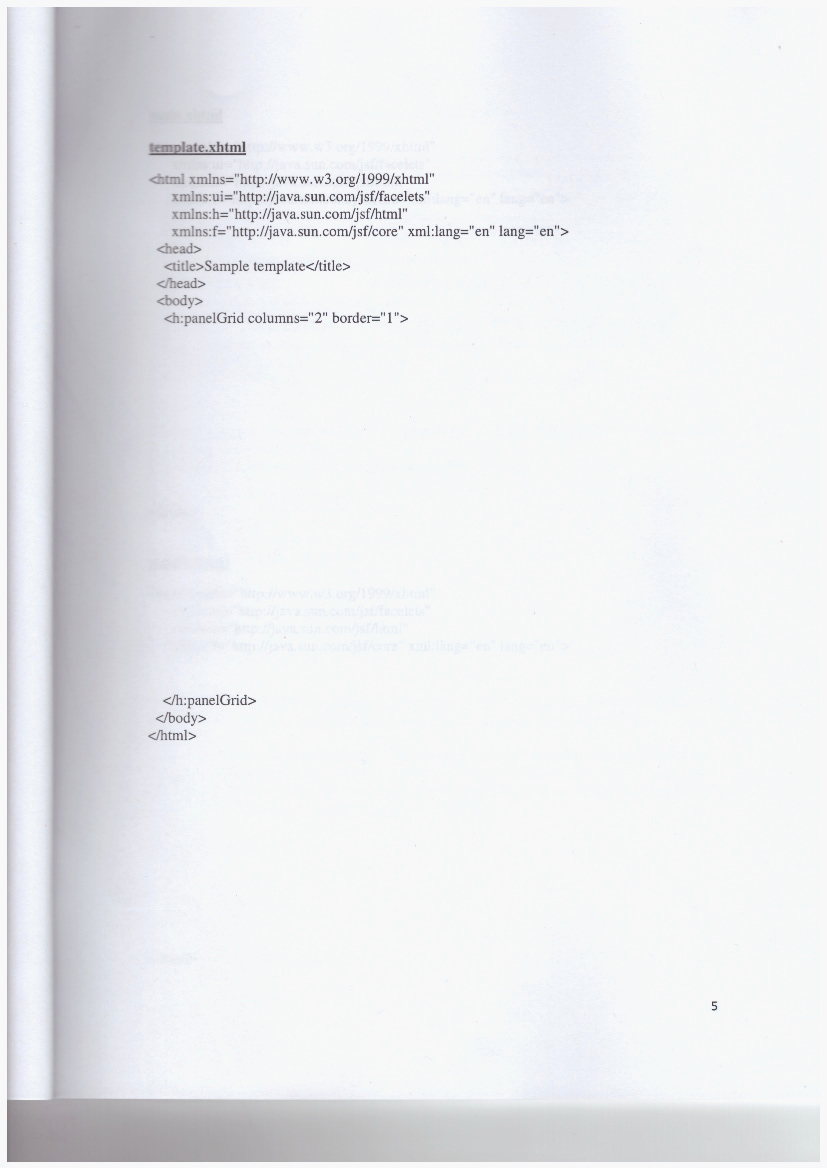 template.xhtml
<html xmlns="http://www.w3.org/1999/xhtml"
xmlns:ui="http://java.sun.com/jsf/facelets"
xmlns:h="http://java.sun.com/jsf/html"
xmlns:f="http://java.sun.com/jsf/core" xml:lang="en" lang="en">
<head>
<title>Sample template</title>
</head>
<body>
<h:panelGrid columns="2" border="1">
</h:panelGrid>
</body>
</html>
5